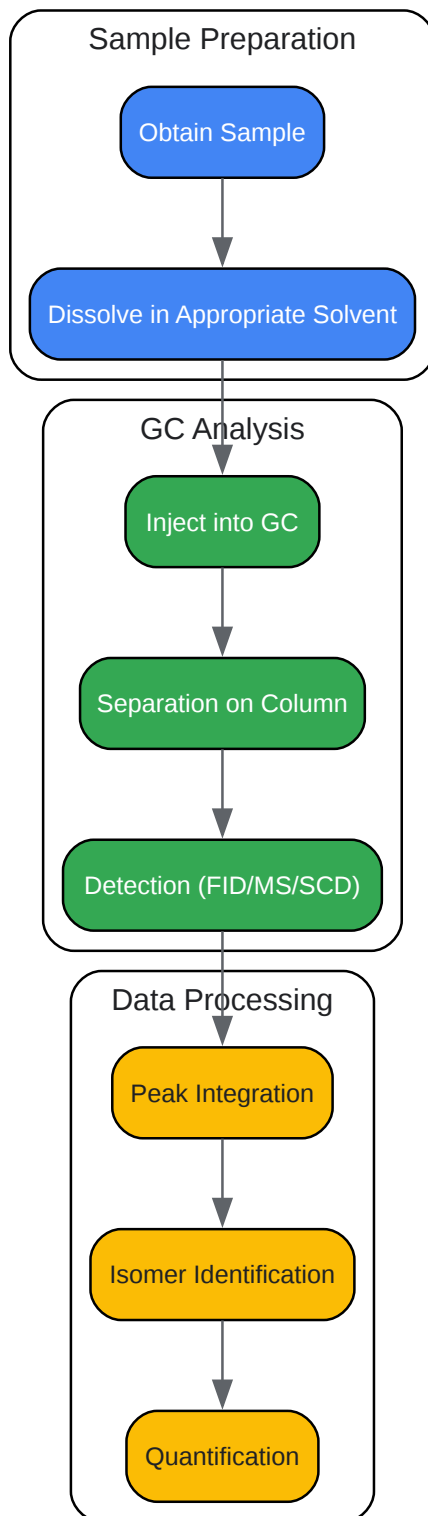 Sample Preparation
Obtain Sample
Dissolve in Appropriate Solvent
GC Analysis
Inject into GC
Separation on Column
Detection (FID/MS/SCD)
Data Processing
Peak Integration
Isomer Identification
Quantification